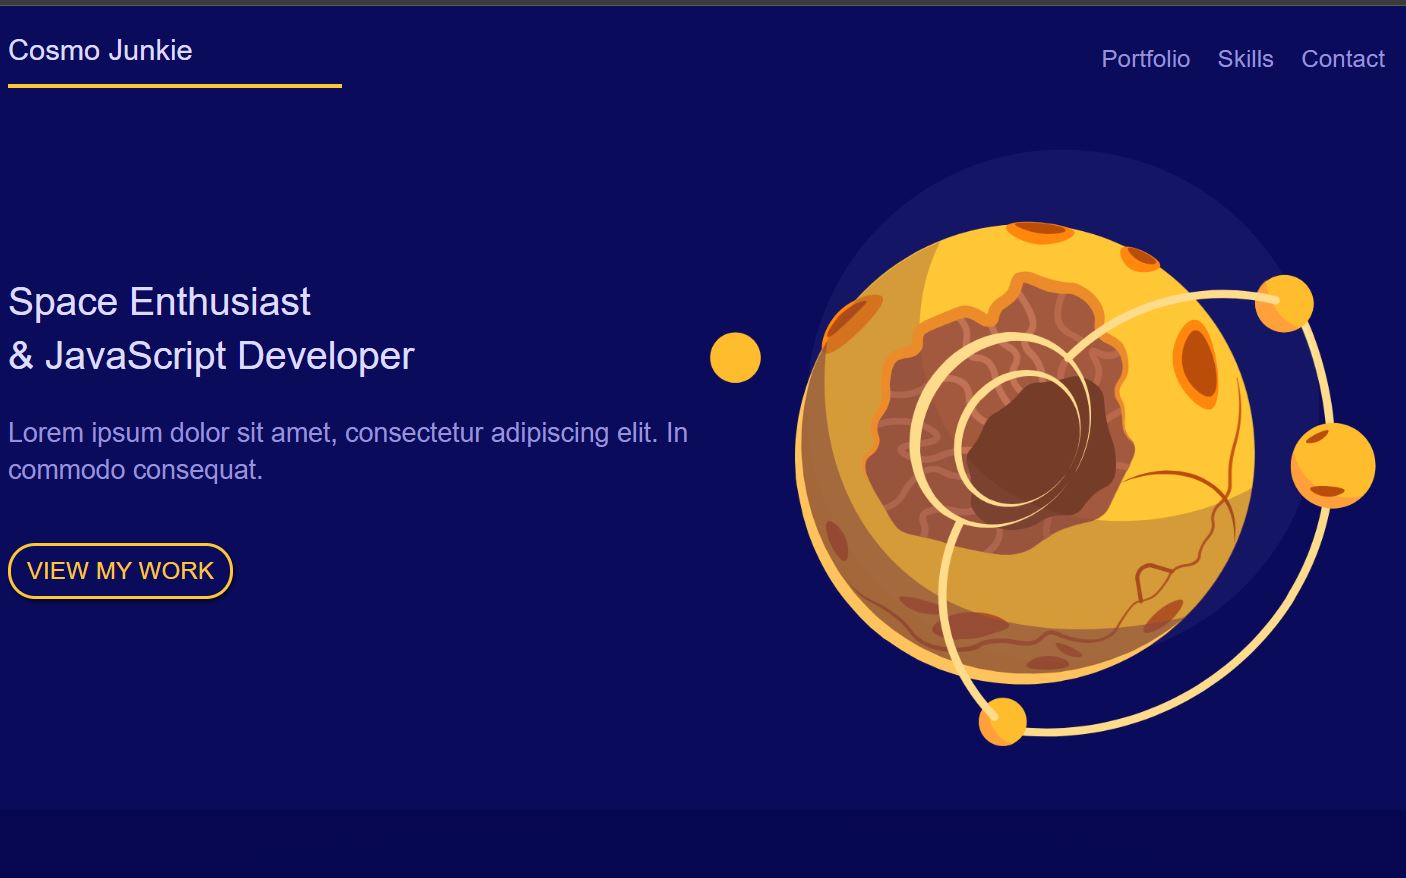 Cosmo Junkie
Portfolio Skills Contact
Space Enthusiast
& JavaScript Developer
Lorem ipsum dolor sit amet, consectetur adipiscing elit. In
commodo consequat.
VIEW MY WORK